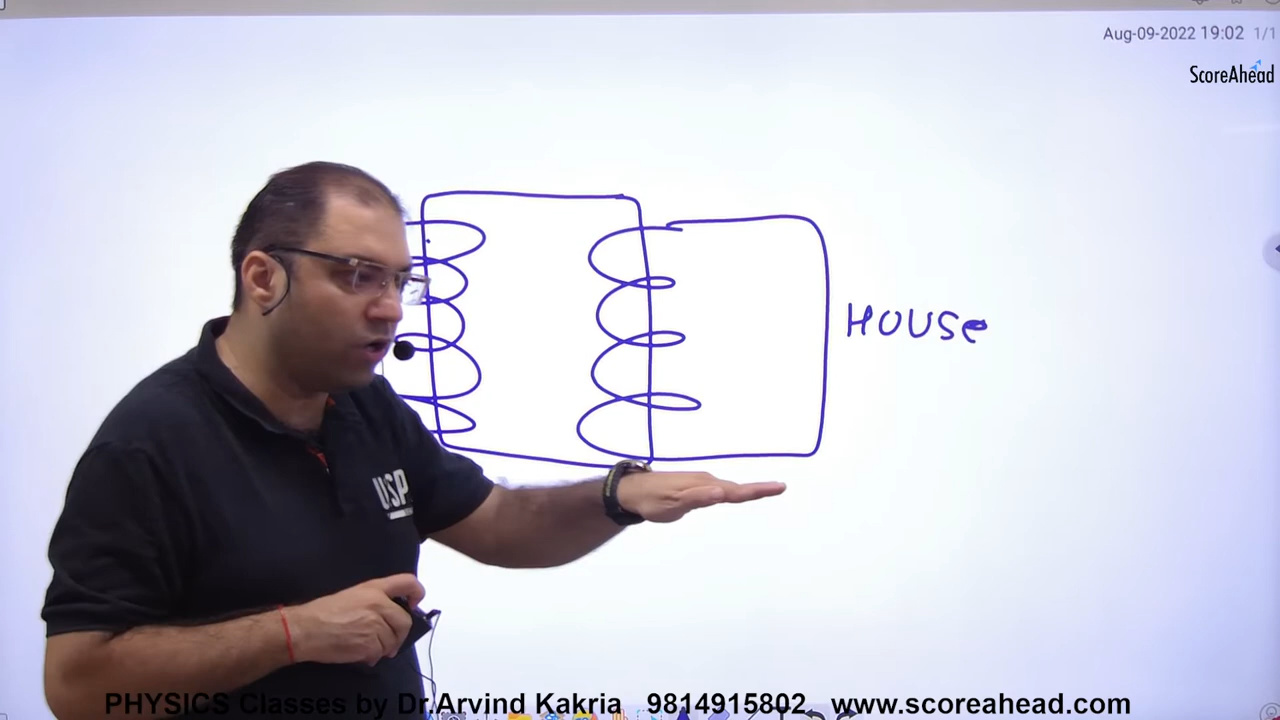 Aug-09-2022 19:02 1/1
ScoreAhead
HOUSe
USP
PHYSICS Classes by Dr.Arvind Kakria 9814915802 www.scoreahead.com